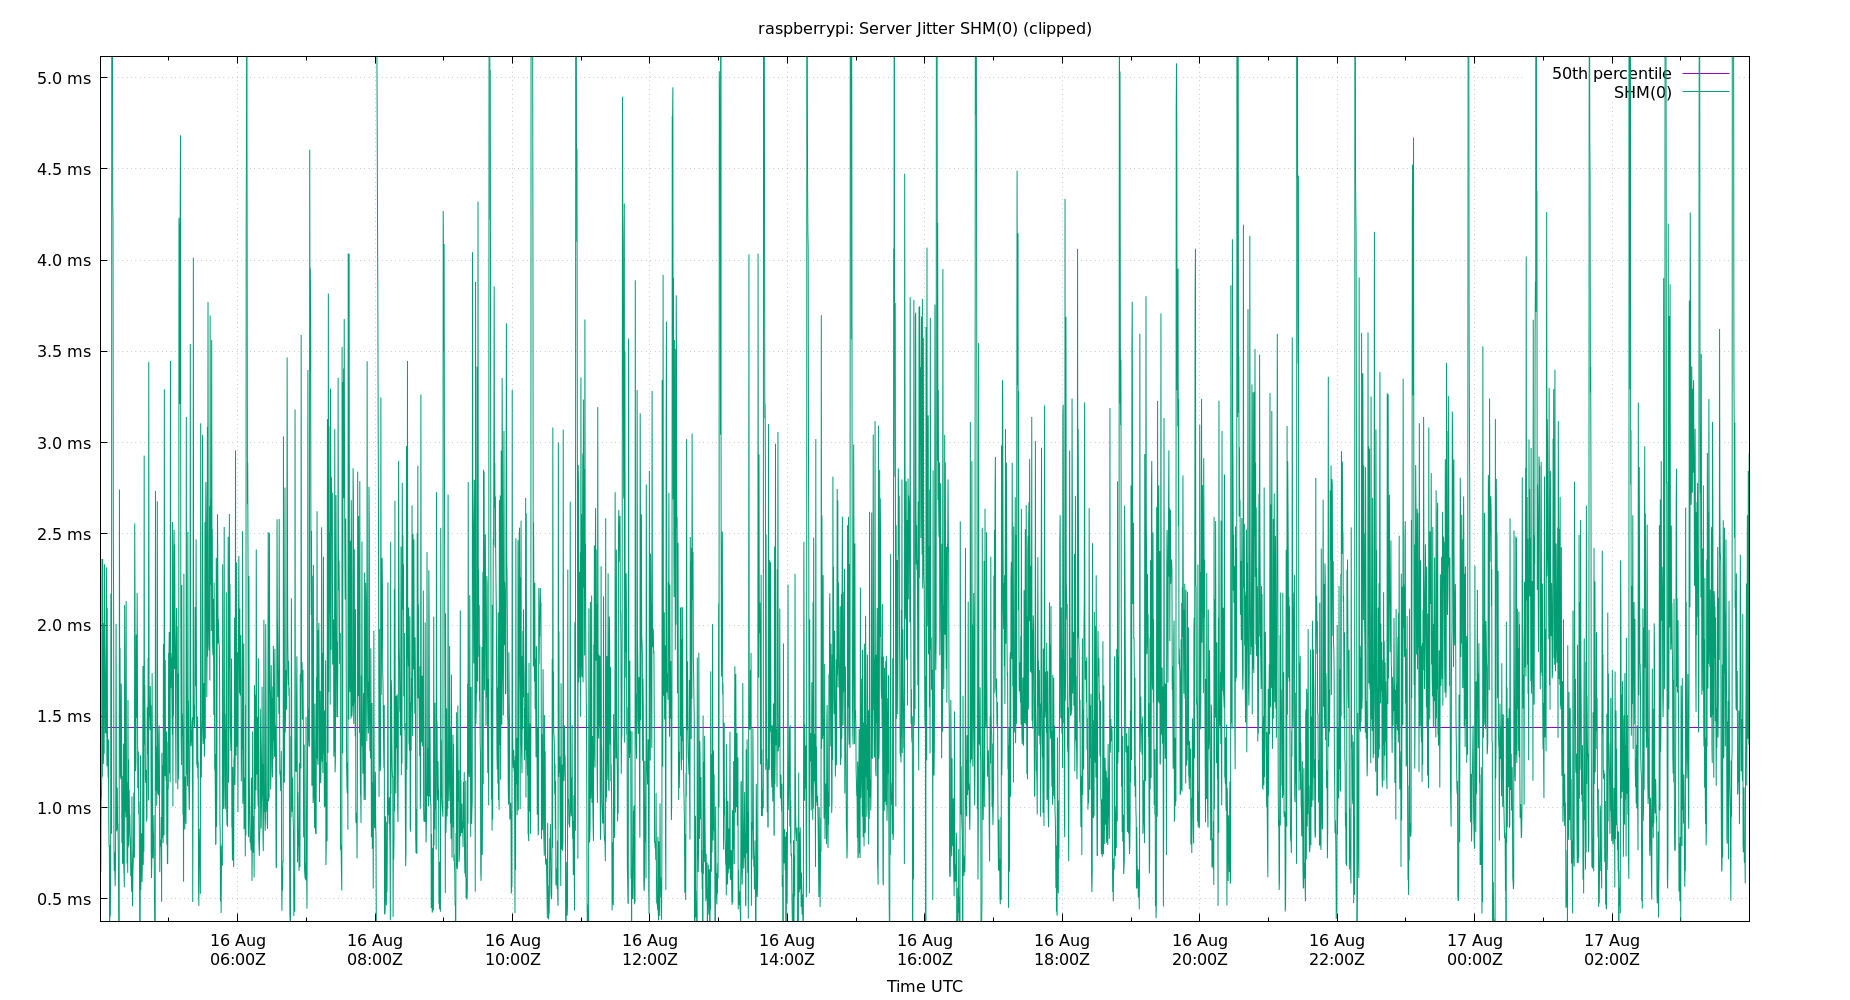 raspberrypi: Server Jitter SHM(0) (clipped)
50th percentile
SHM(0)
5.0 ms
4.5 ms
4.0 ms
3.5 ms
3.0 ms
2.5 ms
2.0 ms
1.5 ms
1.0 ms
0.5 ms
16 Aug 16 Aug 16 Aug 16 Aug 16 Aug 16 Aug 16 Aug 16 Aug 16 Aug 17 Aug 17 Aug
06:00Z 08:00Z 10:00Z 12:00Z 14:00Z 16:00Z 18:00Z 20:00Z 22:00Z 00:00Z 02:00Z
Time UTC